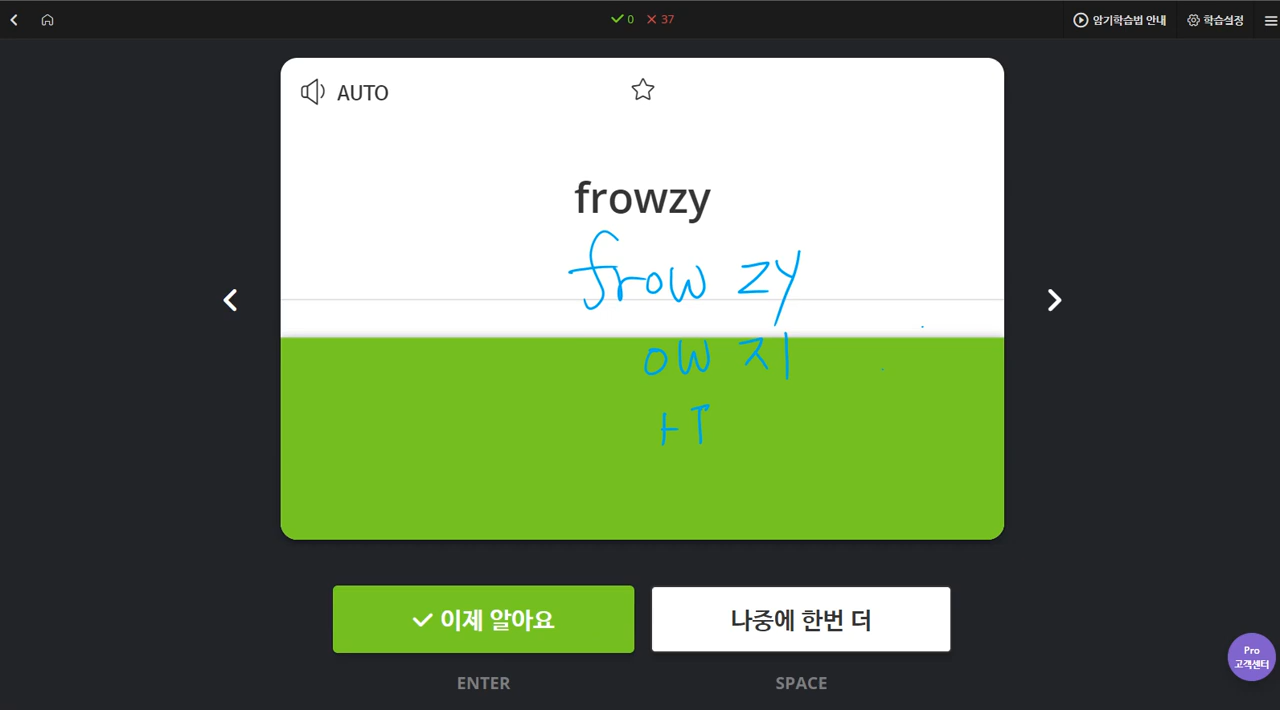 0 37 암기학습법 안내 학습설정
AUTO
frowzy
frow zy
ow 지
ㅏㅜ
이제 알아요 나중에 한번 더
ENTER SPACE
Pro
고객센터